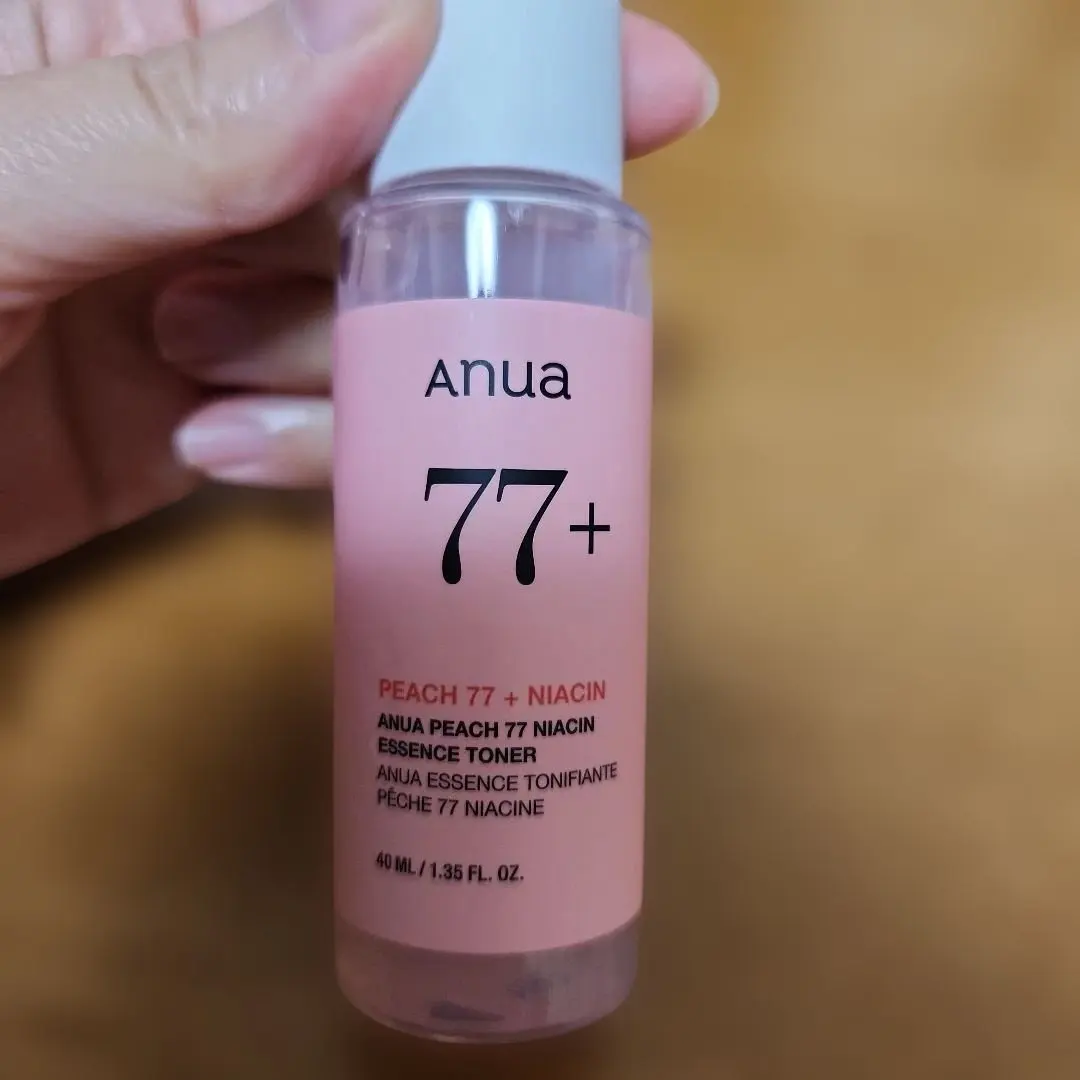 Anua
77+
PEACH 77 + NIACIN
ANUA PEACH 77 NIACIN
ESSENCE TONER
ANUA ESSENCE TONIFIANTE
PÊCHE 77 NIACINE
40 ML / 1.35 FL. OZ.